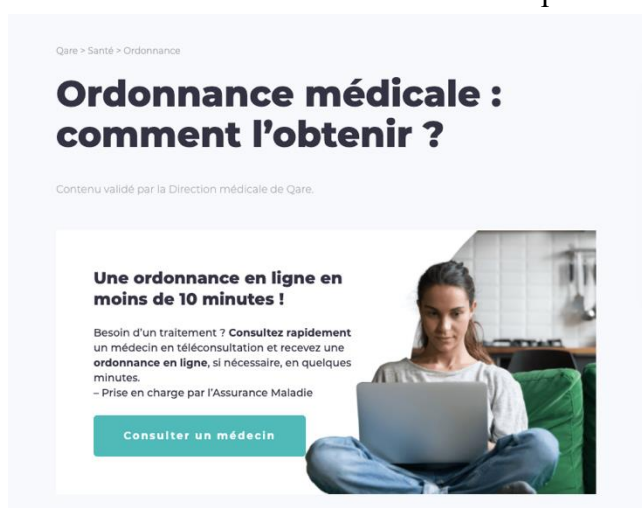 Qare > Santé > Ordonnance
Ordonnance médicale :
comment l'obtenir ?
Contenu validé par la Direction médicale de Qare.
Une ordonnance en ligne en
moins de 10 minutes !
Besoin d'un traitement ? Consultez rapidement
un médecin en téléconsultation et recevez une
ordonnance en ligne, si nécessaire, en quelques
minutes.
– Prise en charge par l'Assurance Maladie
Consulter un médecin